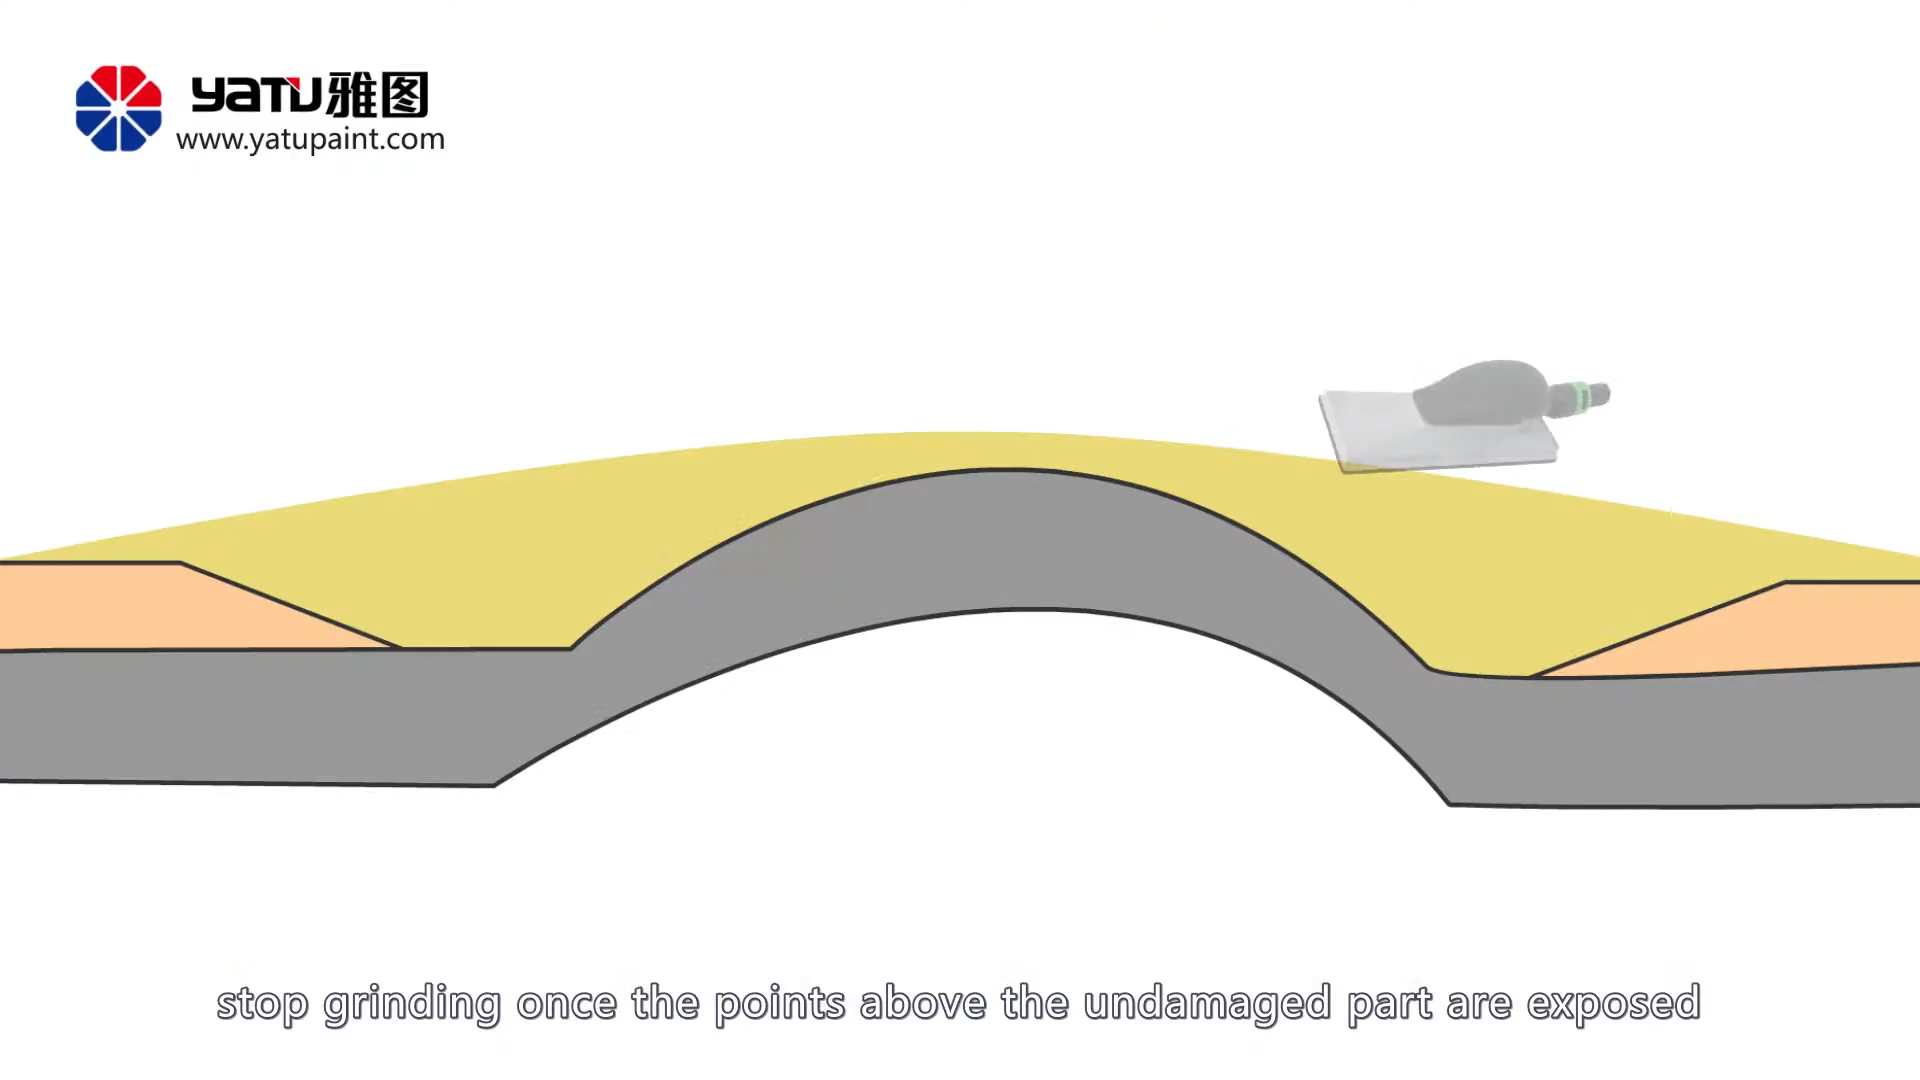 yaTU雅图
www.yatupaint.com
stop grinding once the points above the undamaged part are exposed